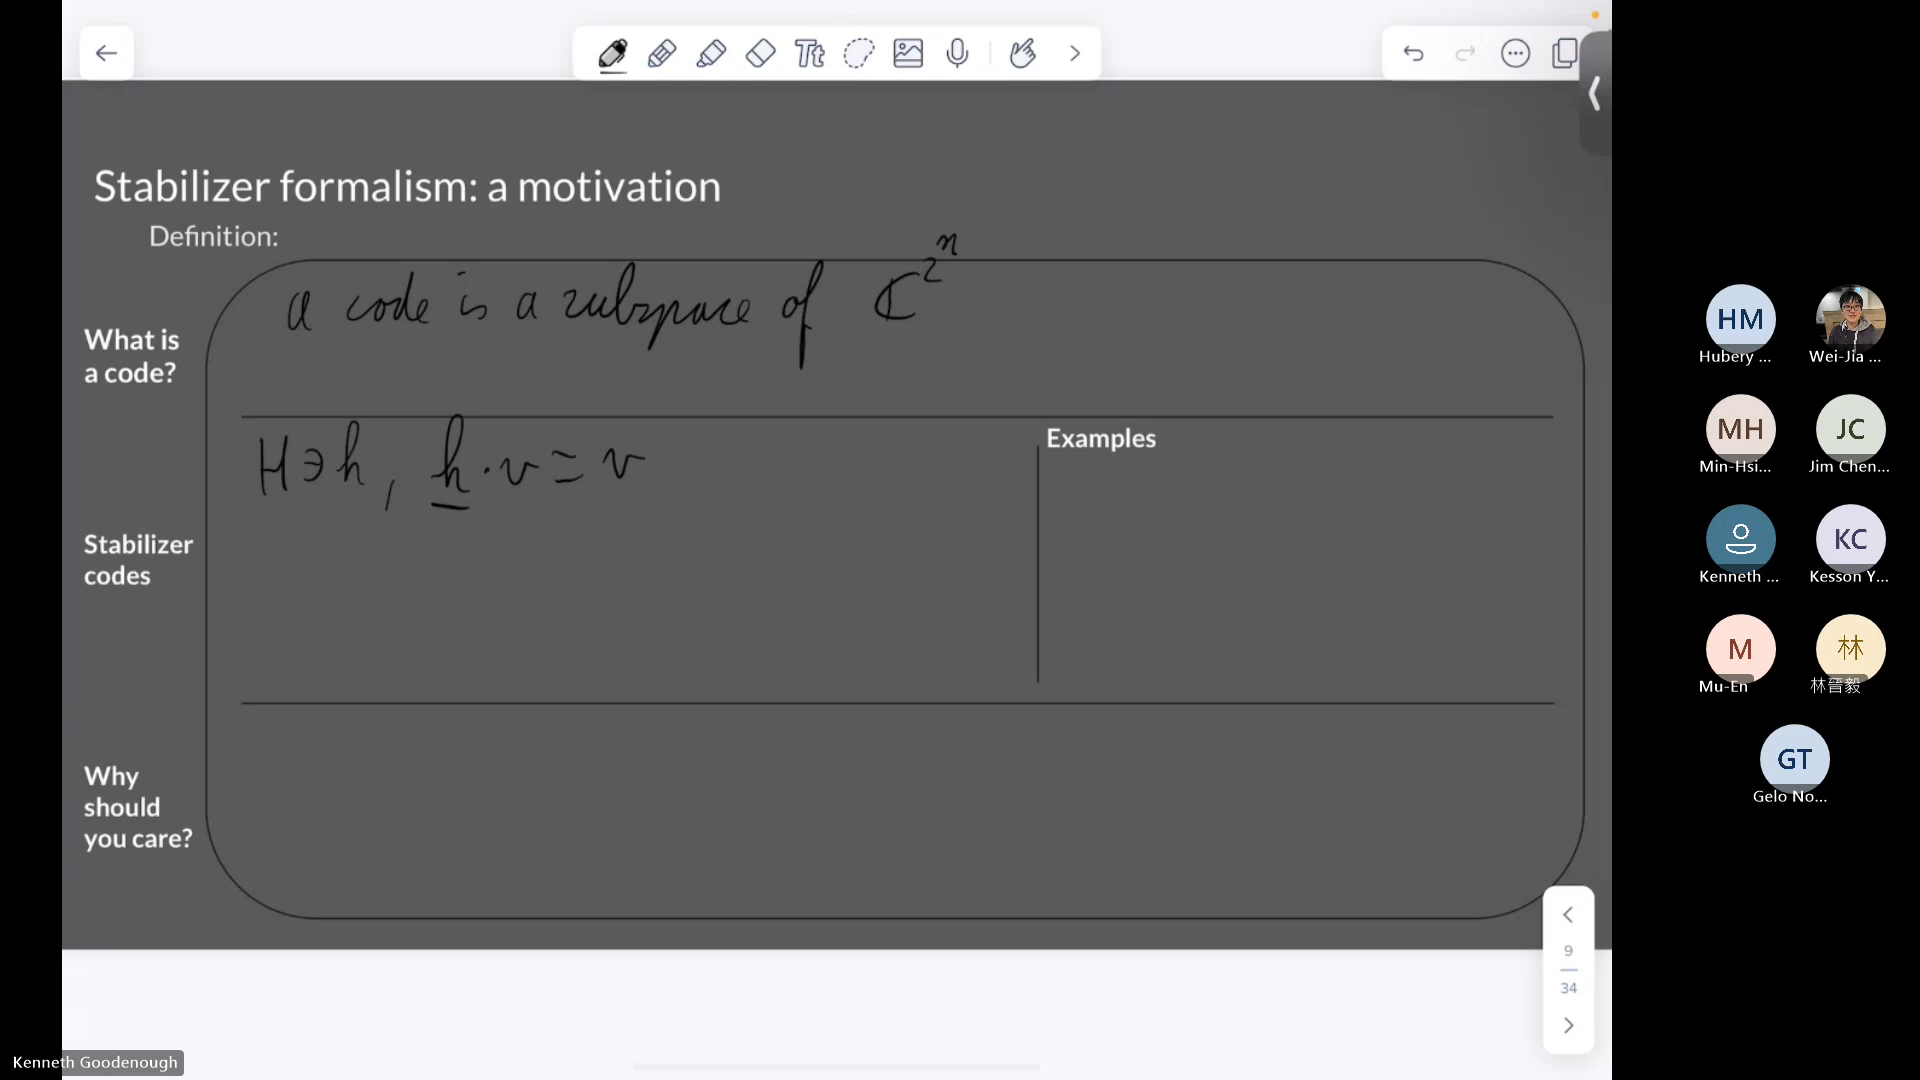 Tt
Stabilizer formalism: a motivation
Definition:
What is
a code?
a code is a subspace of ℂ^2^n
H∋h, h·v=v
Examples
Stabilizer
codes
Why
should
you care?
9
34
HM
Hubery ...
Wei-Jia ...
MH
Min-Hsi...
JC
Jim Chen...
Kenneth ...
KC
Kesson Y...
M
Mu-En
林
林晉毅
GT
Gelo No...
Kenneth Goodenough